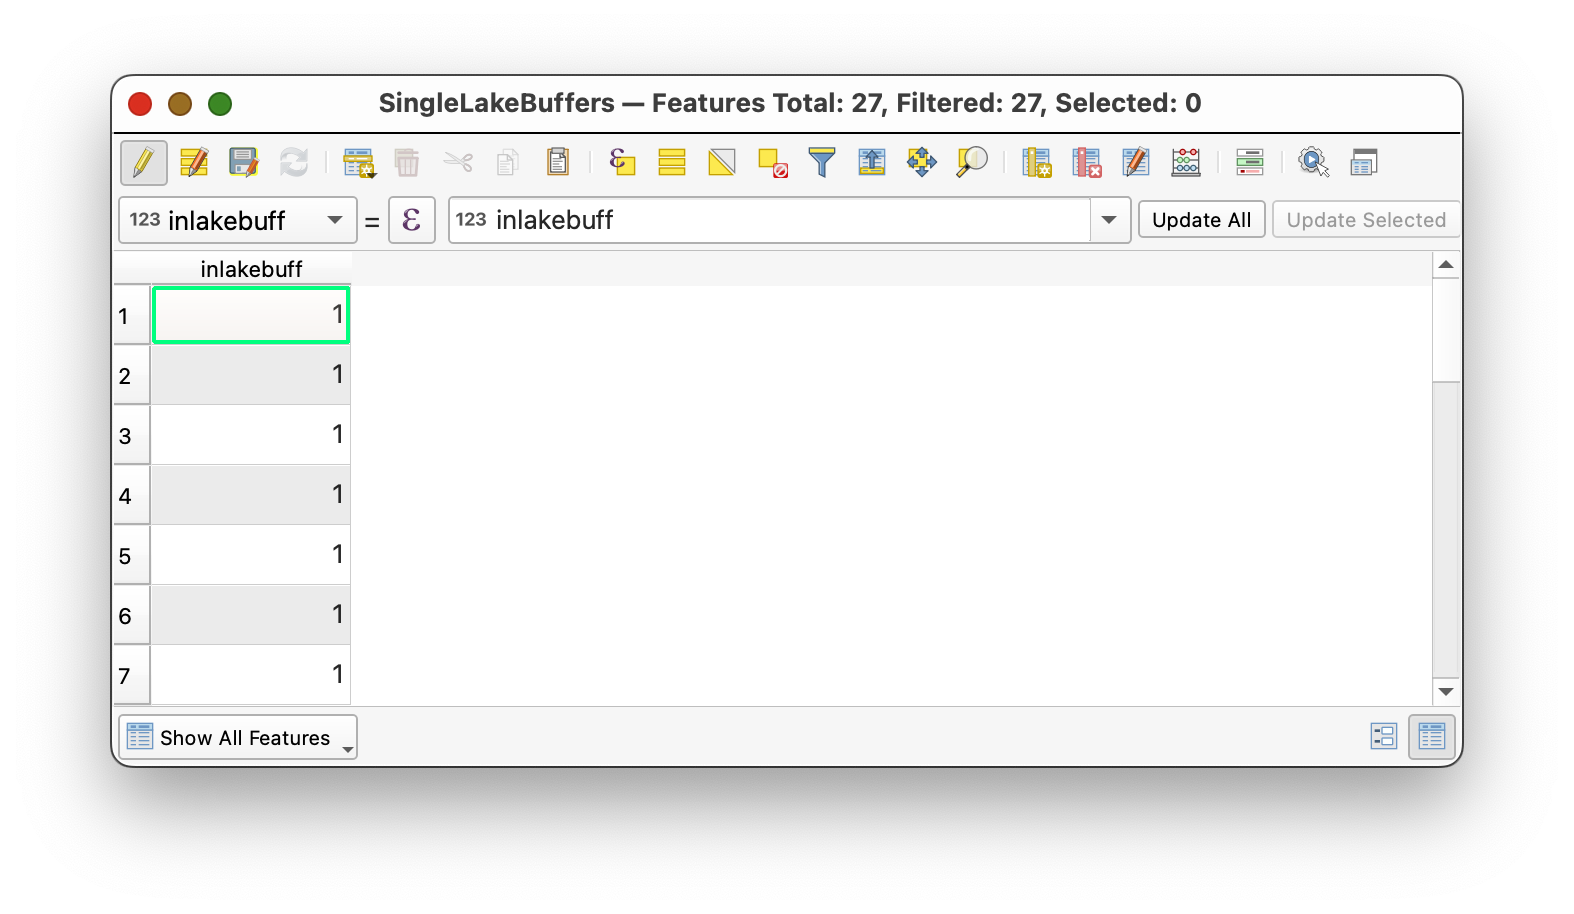 SingleLakeBuffers — Features Total: 27, Filtered: 27, Selected: 0
123 inlakebuff = ε 123 inlakebuff Update All Update Selected
inlakebuff
1 1
2 1
3 1
4 1
5 1
6 1
7 1
Show All Features